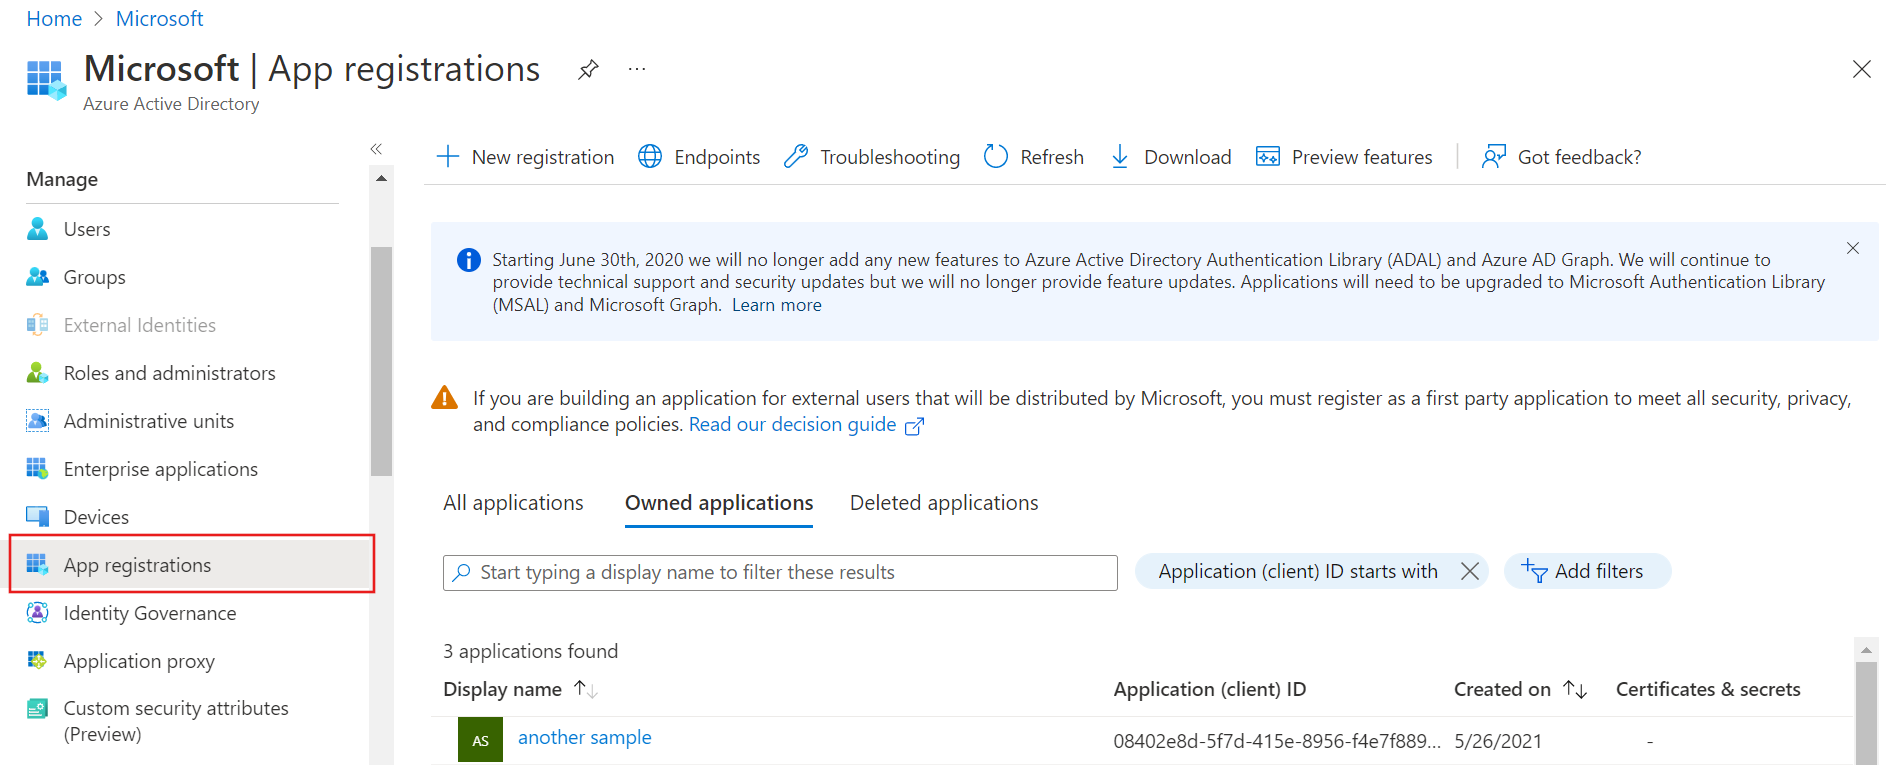 Home > Microsoft
Microsoft | App registrations
Azure Active Directory
Manage
Users
Groups
External Identities
Roles and administrators
Administrative units
Enterprise applications
Devices
App registrations
Identity Governance
Application proxy
Custom security attributes
(Preview)
New registration Endpoints Troubleshooting Refresh Download Preview features Got feedback?
Starting June 30th, 2020 we will no longer add any new features to Azure Active Directory Authentication Library (ADAL) and Azure AD Graph. We will continue to
provide technical support and security updates but we will no longer provide feature updates. Applications will need to be upgraded to Microsoft Authentication Library
(MSAL) and Microsoft Graph. Learn more
If you are building an application for external users that will be distributed by Microsoft, you must register as a first party application to meet all security, privacy,
and compliance policies. Read our decision guide
All applications Owned applications Deleted applications
Start typing a display name to filter these results
Application (client) ID starts with
Add filters
3 applications found
Display name Application (client) ID Created on Certificates & secrets
AS another sample 08402e8d-5f7d-415e-8956-f4e7f889... 5/26/2021 -